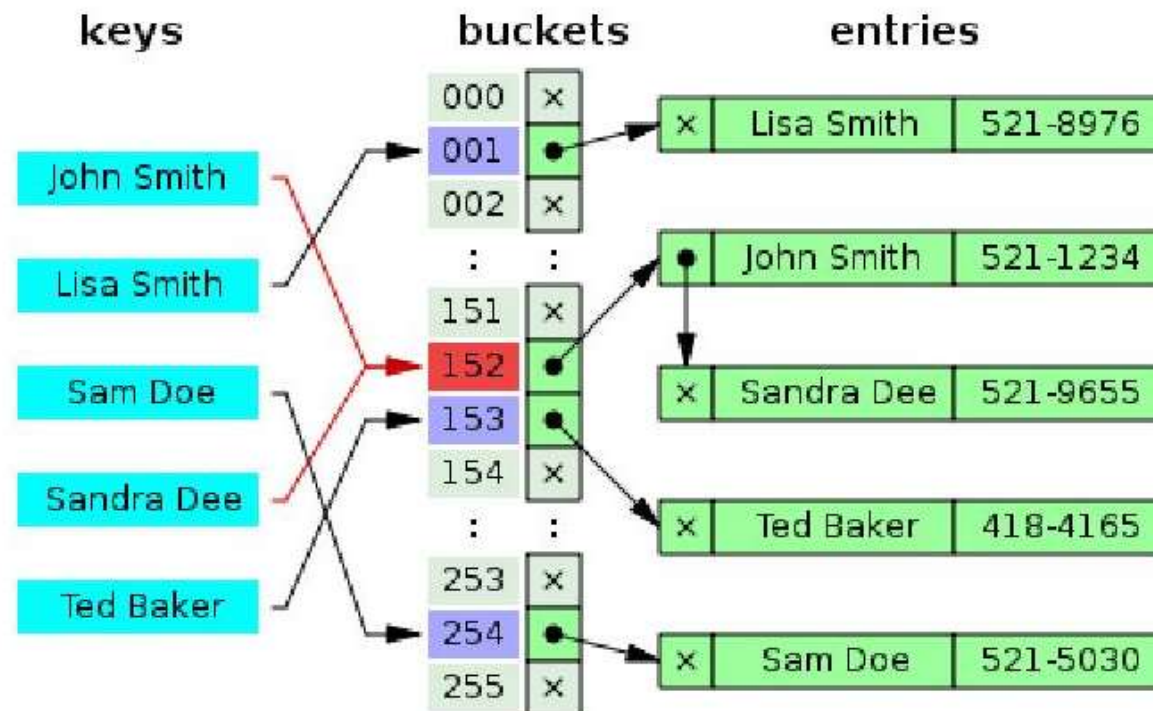 keys buckets entries
John Smith
Lisa Smith
Sam Doe
Sandra Dee
Ted Baker
000 ×
001
002 ×
: :
151 ×
152
153
154 ×
: :
253 ×
254
255 ×
× Lisa Smith 521-8976
John Smith 521-1234
× Sandra Dee 521-9655
× Ted Baker 418-4165
× Sam Doe 521-5030